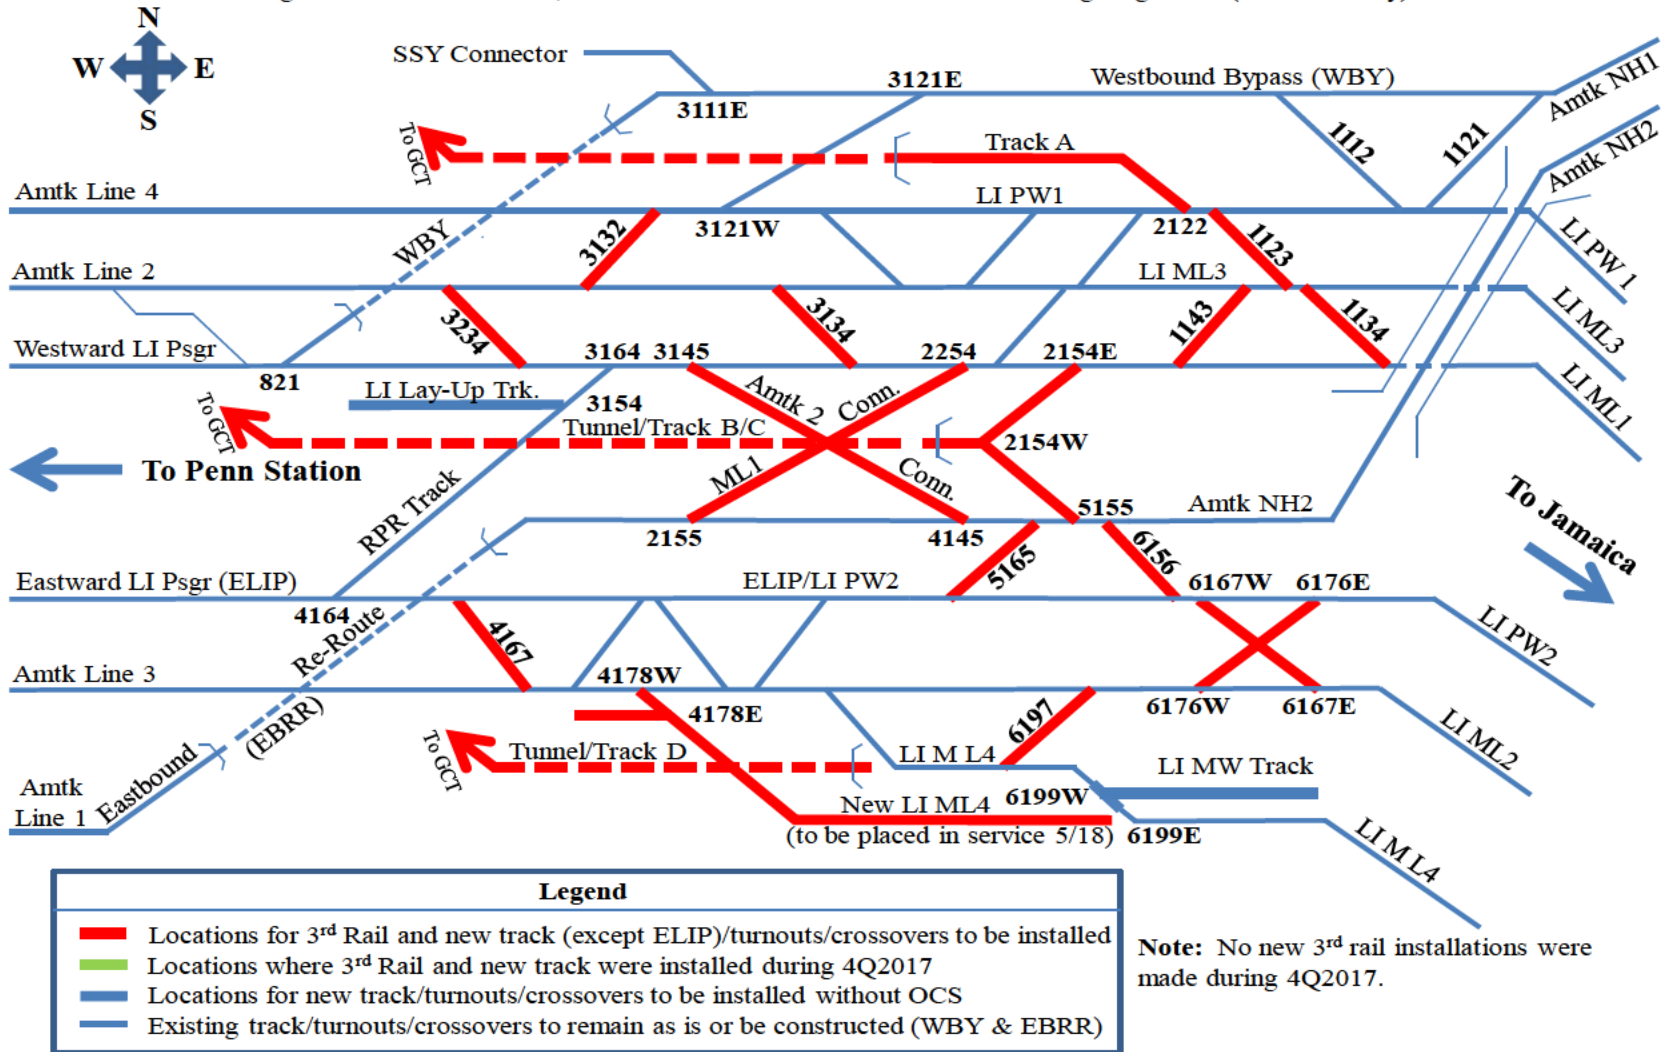 N
W E
S
SSY Connector
3121E
Westbound Bypass (WBY)
Amtk NH1
3111E
To GCT
Track A
1112
1121
Amtk NH2
Amtk Line 4
LI PW1
WBY
3132
3121W
2122
1123
LI PW 1
Amtk Line 2
LI ML3
3234
3134
1143
1134
LI ML3
Westward LI Psgr
3164 3145
2254
2154E
821
LI Lay-Up Trk.
3154
Amtk 2
Conn.
LI ML1
To GCT
Tunnel/Track B/C
2154W
To Penn Station
ML1
Conn.
RPR Track
2155
4145
5155
Amtk NH2
To Jamaica
Eastward LI Psgr (ELIP)
ELIP/LI PW2
5165
6156
6167W 6176E
4164
Re-Route
4167
LI PW2
Amtk Line 3
4178W
6176W
6167E
(EBRR)
4178E
6197
LI ML2
To GCT
Tunnel/Track D
LI M L4
LI MW Track
Eastbound
Amtk
Line 1
New LI ML4
6199W
(to be placed in service 5/18)
6199E
LI M L4
Legend
Locations for 3rd Rail and new track (except ELIP)/turnouts/crossovers to be installed
Locations where 3rd Rail and new track were installed during 4Q2017
Locations for new track/turnouts/crossovers to be installed without OCS
Existing track/turnouts/crossovers to remain as is or be constructed (WBY & EBRR)
Note: No new 3rd rail installations were
made during 4Q2017.